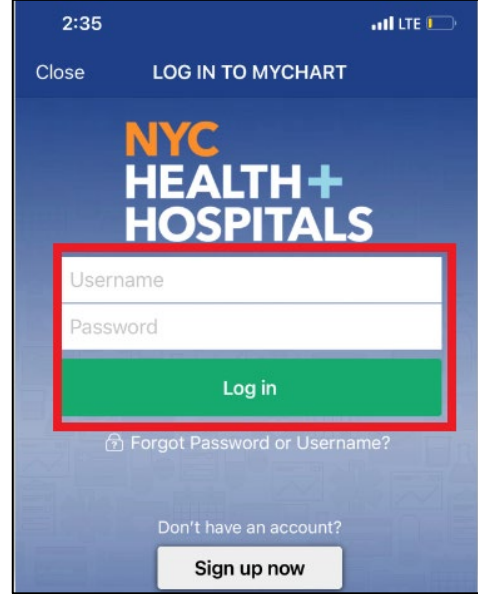 2:35 LTE
Close LOG IN TO MYCHART
NYC
HEALTH+
HOSPITALS
Username
Password
Log in
Forgot Password or Username?
Don't have an account?
Sign up now